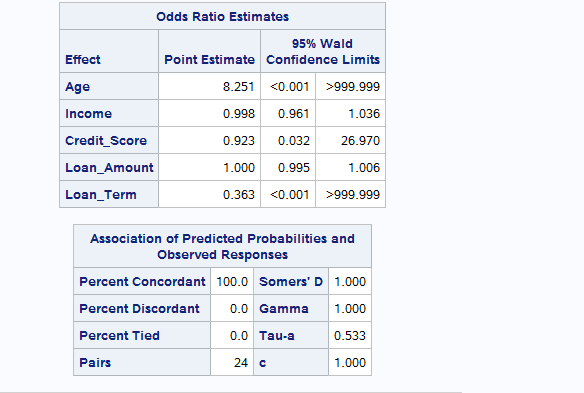 Odds Ratio Estimates
Effect Point Estimate 95% Wald
Confidence Limits
Age 8.251 <0.001 >999.999
Income 0.998 0.961 1.036
Credit_Score 0.923 0.032 26.970
Loan_Amount 1.000 0.995 1.006
Loan_Term 0.363 <0.001 >999.999
Association of Predicted Probabilities and
Observed Responses
Percent Concordant 100.0 Somers' D 1.000
Percent Discordant 0.0 Gamma 1.000
Percent Tied 0.0 Tau-a 0.533
Pairs 24 c 1.000